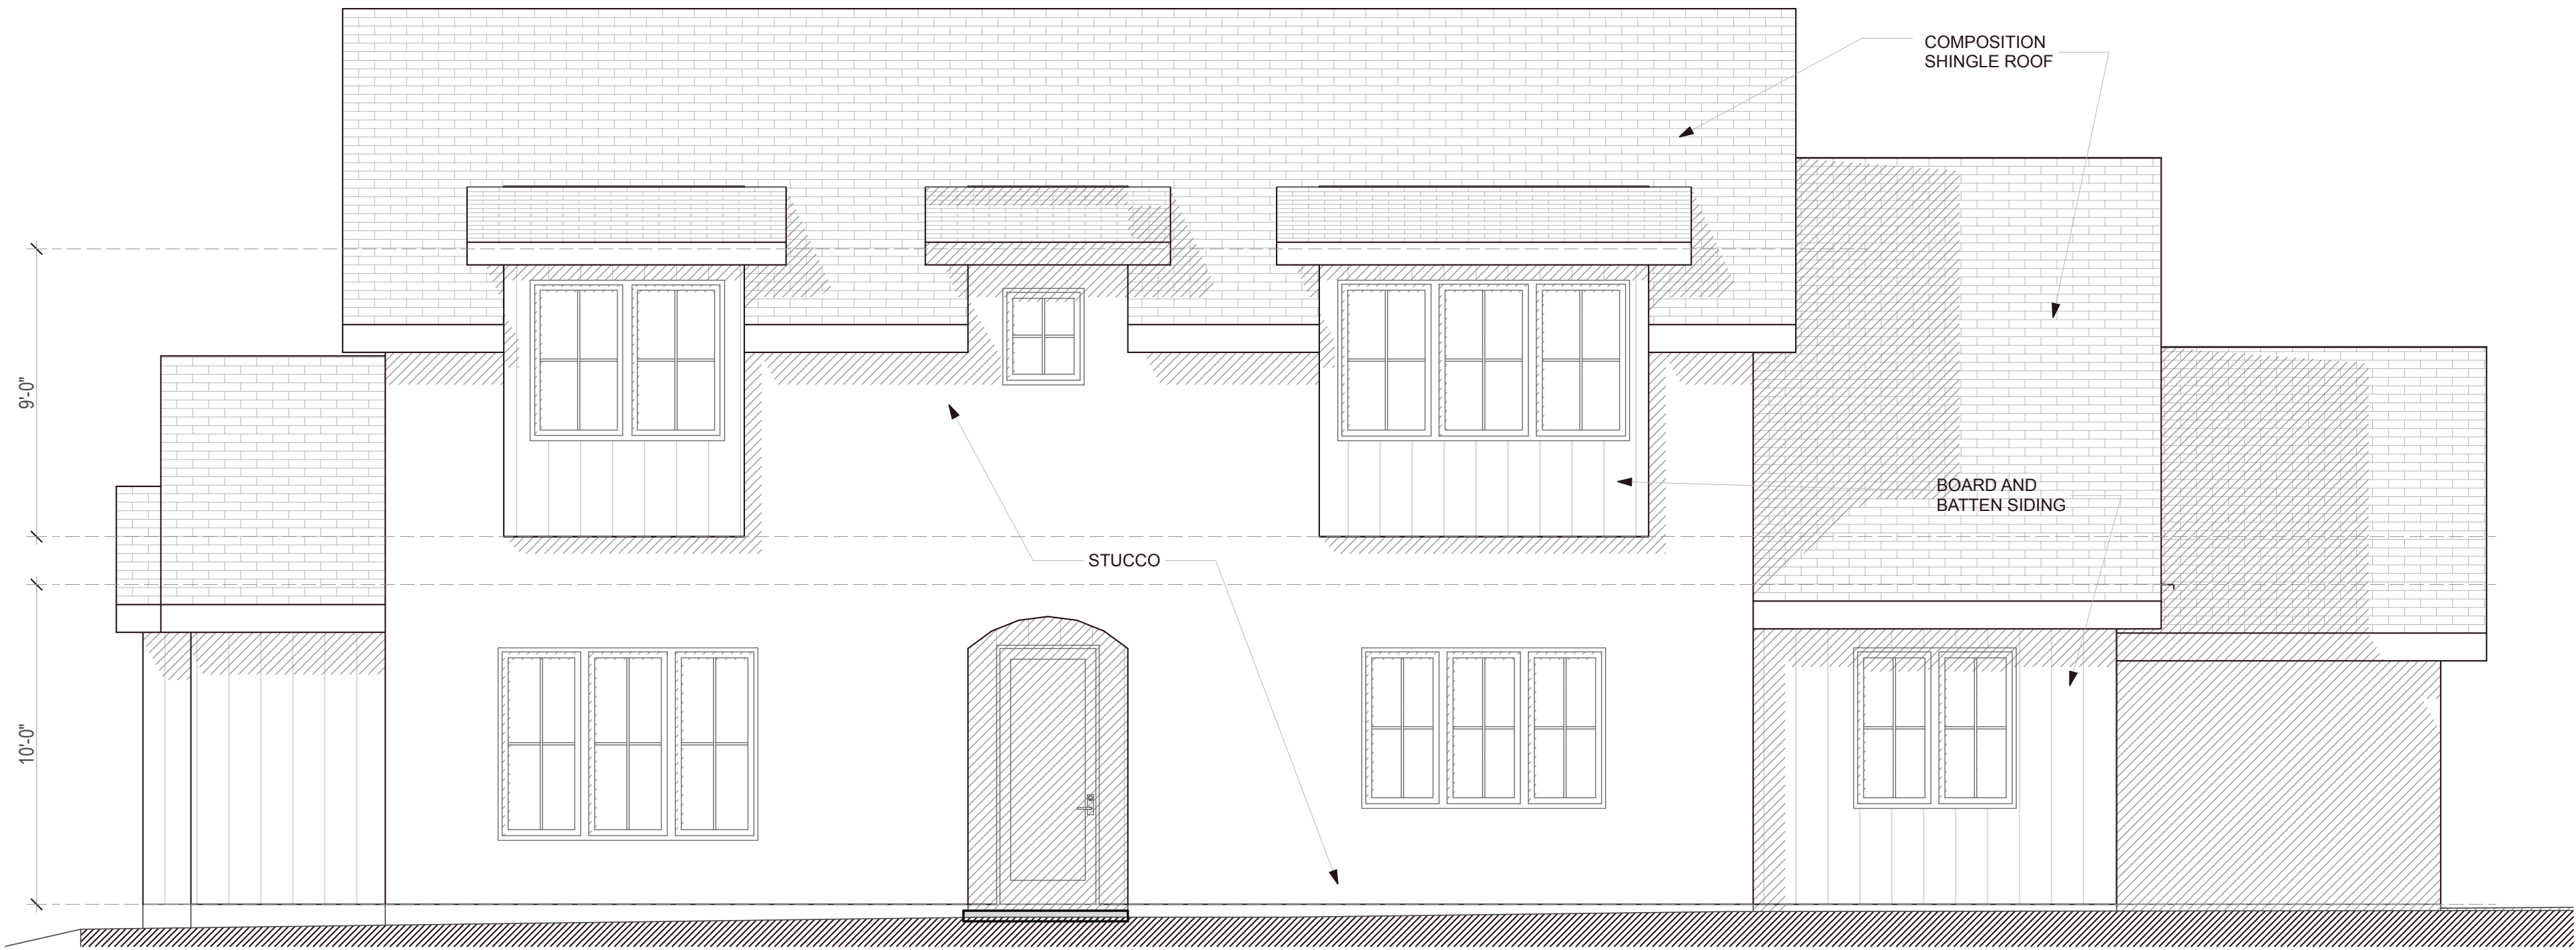 COMPOSITION
SHINGLE ROOF
9'-0"
BOARD AND
BATTEN SIDING
STUCCO
10'-0"